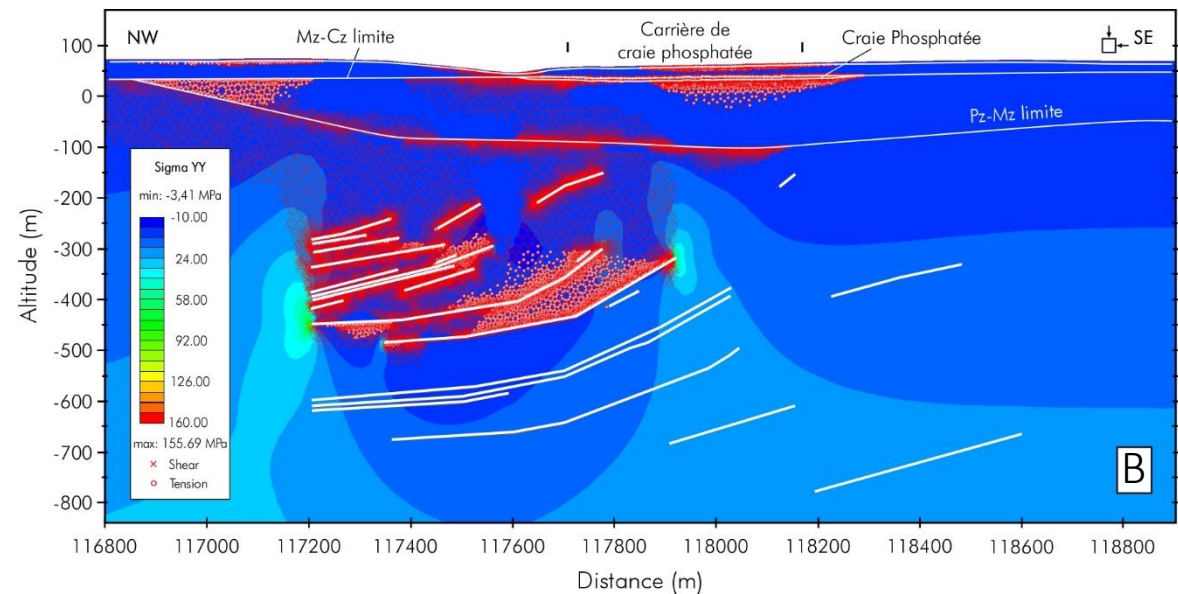 NW
Mz-Cz limite
Carrière de
craie phosphatée
Craie Phosphatée
SE
Pz-Mz limite
Altitude (m)
100
0
-100
-200
-300
-400
-500
-600
-700
-800
Sigma YY
min: -3,41 MPa
-10.00
24.00
58.00
92.00
126.00
160.00
max: 155.69 MPa
Shear
Tension
B
116800 117000 117200 117400 117600 117800 118000 118200 118400 118600 118800
Distance (m)